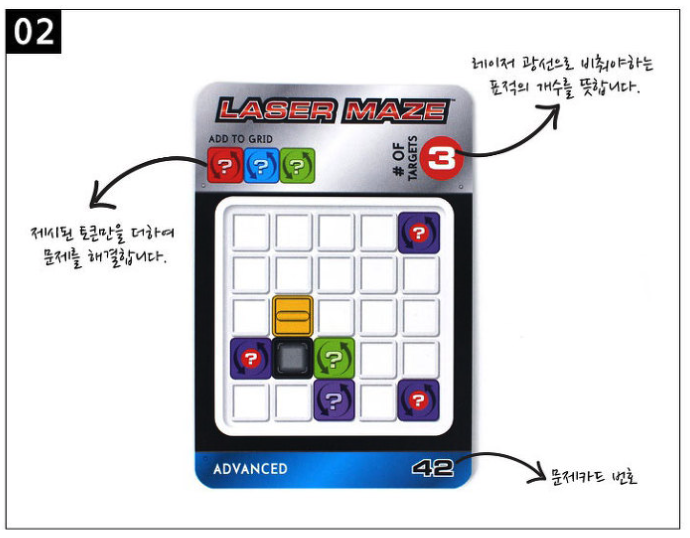 02
레이저 광선으로 비춰야하는
표적의 개수를 뜻합니다.
LASER MAZE™
ADD TO GRID
? ? ?
# OF
TARGETS
3
제시된 토큰만을 더하여
문제를 해결합니다.
?
? ?
? ?
ADVANCED
42
문제카드 번호